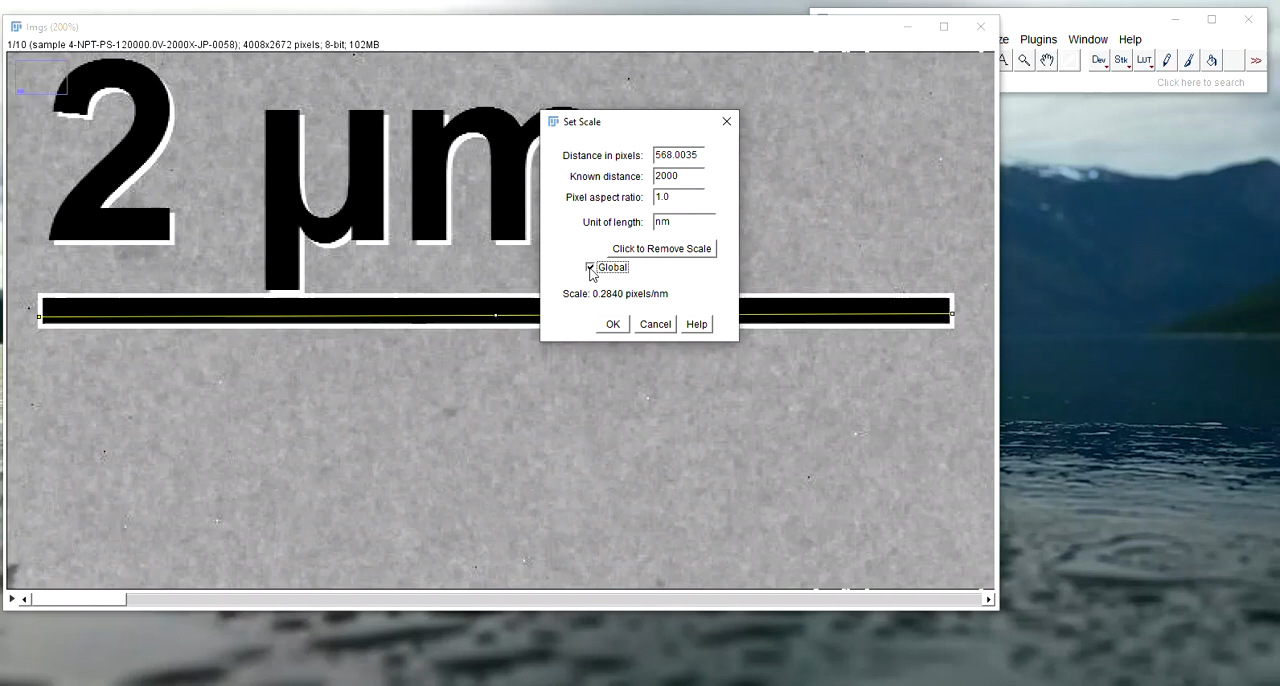 Imgs (200%)
1/10 (sample 4-NPT-PS-120000.0V-2000X-JP-0058); 4008x2672 pixels; 8-bit; 102MB
ze Plugins Window Help
A Dev Stk LUT >>
Click here to search
2 µm
Set Scale
Distance in pixels: 568.0035
Known distance: 2000
Pixel aspect ratio: 1.0
Unit of length: nm
Click to Remove Scale
Global
Scale: 0.2840 pixels/nm
OK Cancel Help